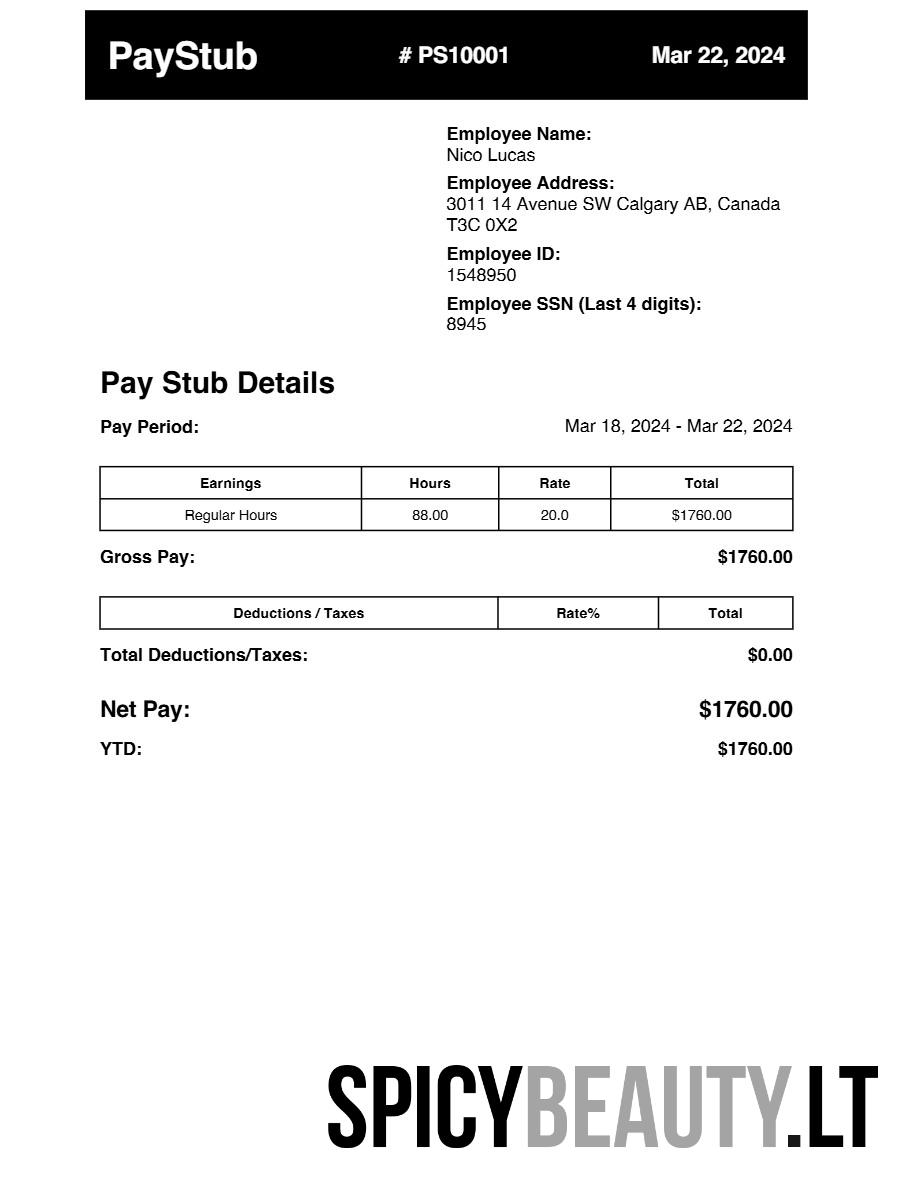 PayStub # PS10001 Mar 22, 2024
Employee Name:
Nico Lucas
Employee Address:
3011 14 Avenue SW Calgary AB, Canada
T3C 0X2
Employee ID:
1548950
Employee SSN (Last 4 digits):
8945
Pay Stub Details
Pay Period: Mar 18, 2024 - Mar 22, 2024
Earnings Hours Rate Total
Regular Hours 88.00 20.0 $1760.00
Gross Pay: $1760.00
Deductions / Taxes Rate% Total
Total Deductions/Taxes: $0.00
Net Pay: $1760.00
YTD: $1760.00
SPICYBEAUTY.LT